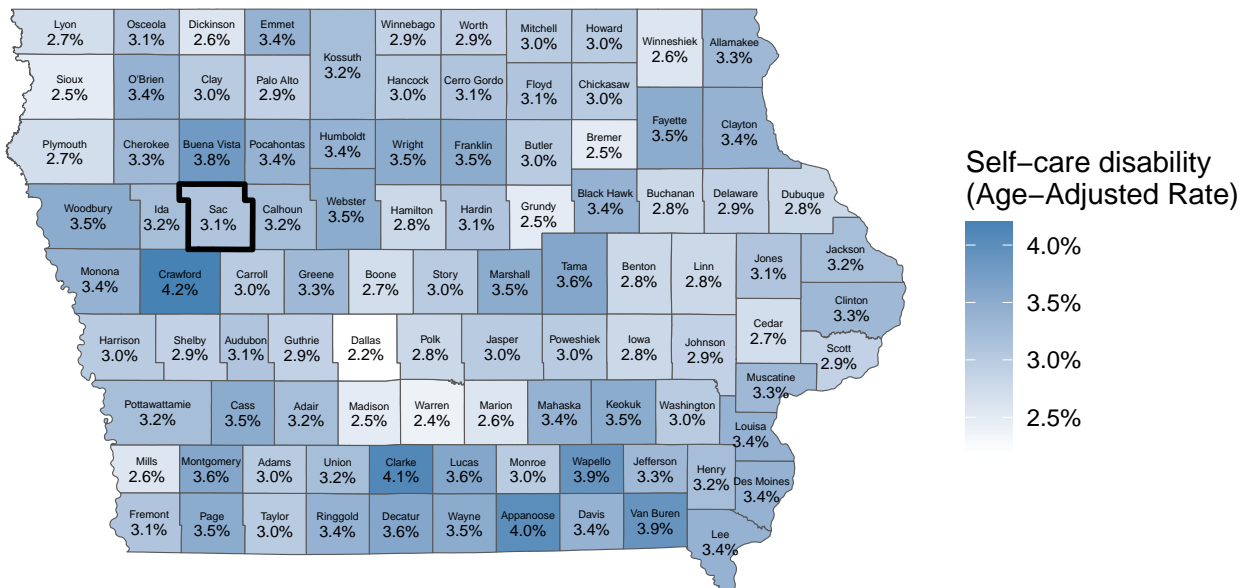 Lyon
2.7%
Osceola
3.1%
Dickinson
2.6%
Emmet
3.4%
Kossuth
3.2%
Winnebago
2.9%
Worth
2.9%
Mitchell
3.0%
Howard
3.0%
Winneshiek
2.6%
Allamakee
3.3%
Sioux
2.5%
O'Brien
3.4%
Clay
3.0%
Palo Alto
2.9%
Hancock
3.0%
Cerro Gordo
3.1%
Floyd
3.1%
Chickasaw
3.0%
Fayette
3.5%
Clayton
3.4%
Plymouth
2.7%
Cherokee
3.3%
Buena Vista
3.8%
Pocahontas
3.4%
Humboldt
3.4%
Wright
3.5%
Franklin
3.5%
Butler
3.0%
Bremer
2.5%
Woodbury
3.5%
Ida
3.2%
Sac
3.1%
Calhoun
3.2%
Webster
3.5%
Hamilton
2.8%
Hardin
3.1%
Grundy
2.5%
Black Hawk
3.4%
Buchanan
2.8%
Delaware
2.9%
Dubuque
2.8%
Monona
3.4%
Crawford
4.2%
Carroll
3.0%
Greene
3.3%
Boone
2.7%
Story
3.0%
Marshall
3.5%
Tama
3.6%
Benton
2.8%
Linn
2.8%
Jones
3.1%
Jackson
3.2%
Clinton
3.3%
Harrison
3.0%
Shelby
2.9%
Audubon
3.1%
Guthrie
2.9%
Dallas
2.2%
Polk
2.8%
Jasper
3.0%
Poweshiek
3.0%
Iowa
2.8%
Johnson
2.9%
Cedar
2.7%
Scott
2.9%
Muscatine
3.3%
Pottawattamie
3.2%
Cass
3.5%
Adair
3.2%
Madison
2.5%
Warren
2.4%
Marion
2.6%
Mahaska
3.4%
Keokuk
3.5%
Washington
3.0%
Louisa
3.4%
Mills
2.6%
Montgomery
3.6%
Adams
3.0%
Union
3.2%
Clarke
4.1%
Lucas
3.6%
Monroe
3.0%
Wapello
3.9%
Jefferson
3.3%
Henry
3.2%
Des Moines
3.4%
Fremont
3.1%
Page
3.5%
Taylor
3.0%
Ringgold
3.4%
Decatur
3.6%
Wayne
3.5%
Appanoose
4.0%
Davis
3.4%
Van Buren
3.9%
Lee
3.4%
Self−care disability
(Age−Adjusted Rate)
4.0%
3.5%
3.0%
2.5%